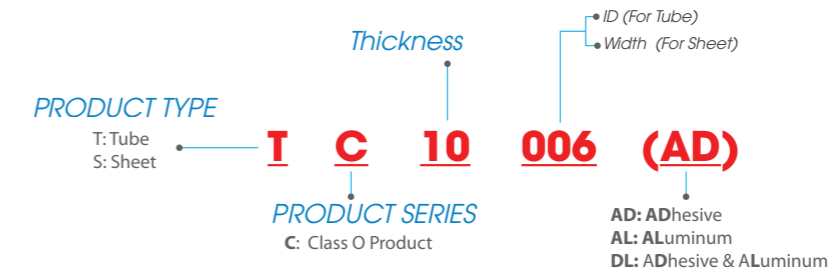 ID (For Tube)
Width (For Sheet)
Thickness
PRODUCT TYPE
T: Tube
S: Sheet
T C 10 006 (AD)
PRODUCT SERIES
C: Class O Product
AD: ADhesive
AL: ALuminum
DL: ADhesive & ALuminum